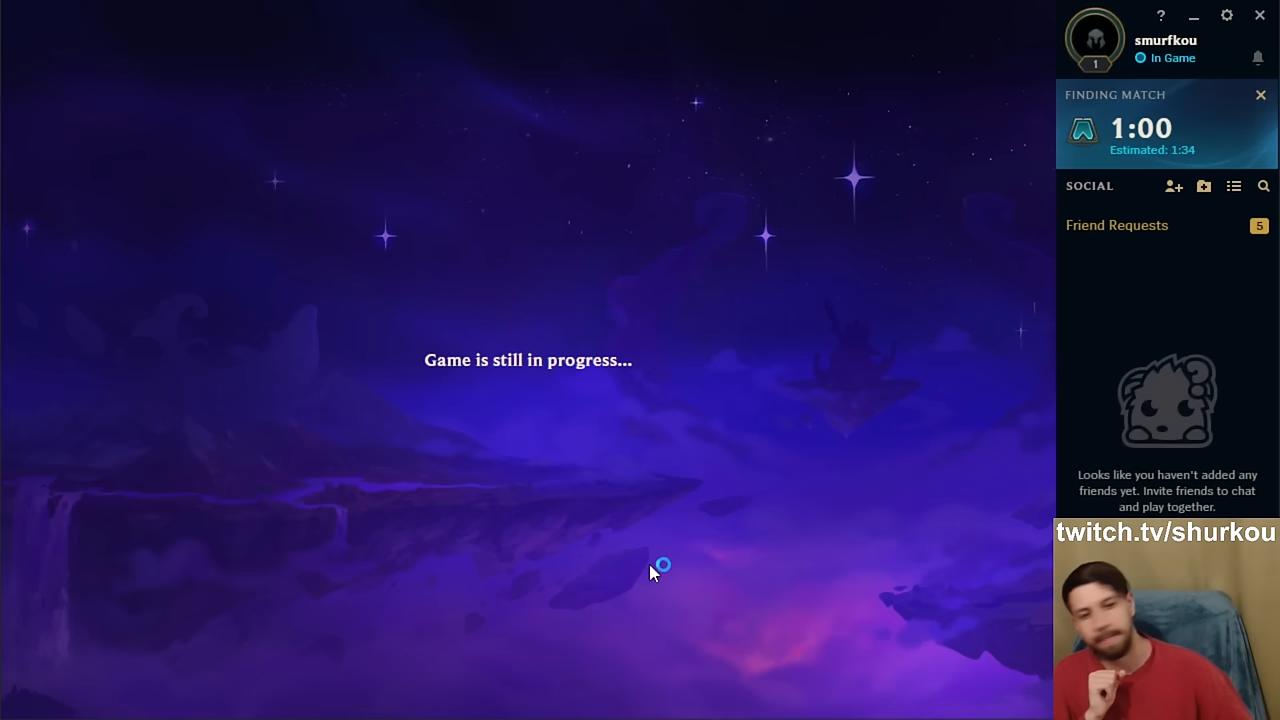 smurfkou
1
In Game
FINDING MATCH
1:00
Estimated: 1:34
SOCIAL
Friend Requests
5
Game is still in progress...
Looks like you haven't added any
friends yet. Invite friends to chat
and play together.
twitch.tv/shurkou